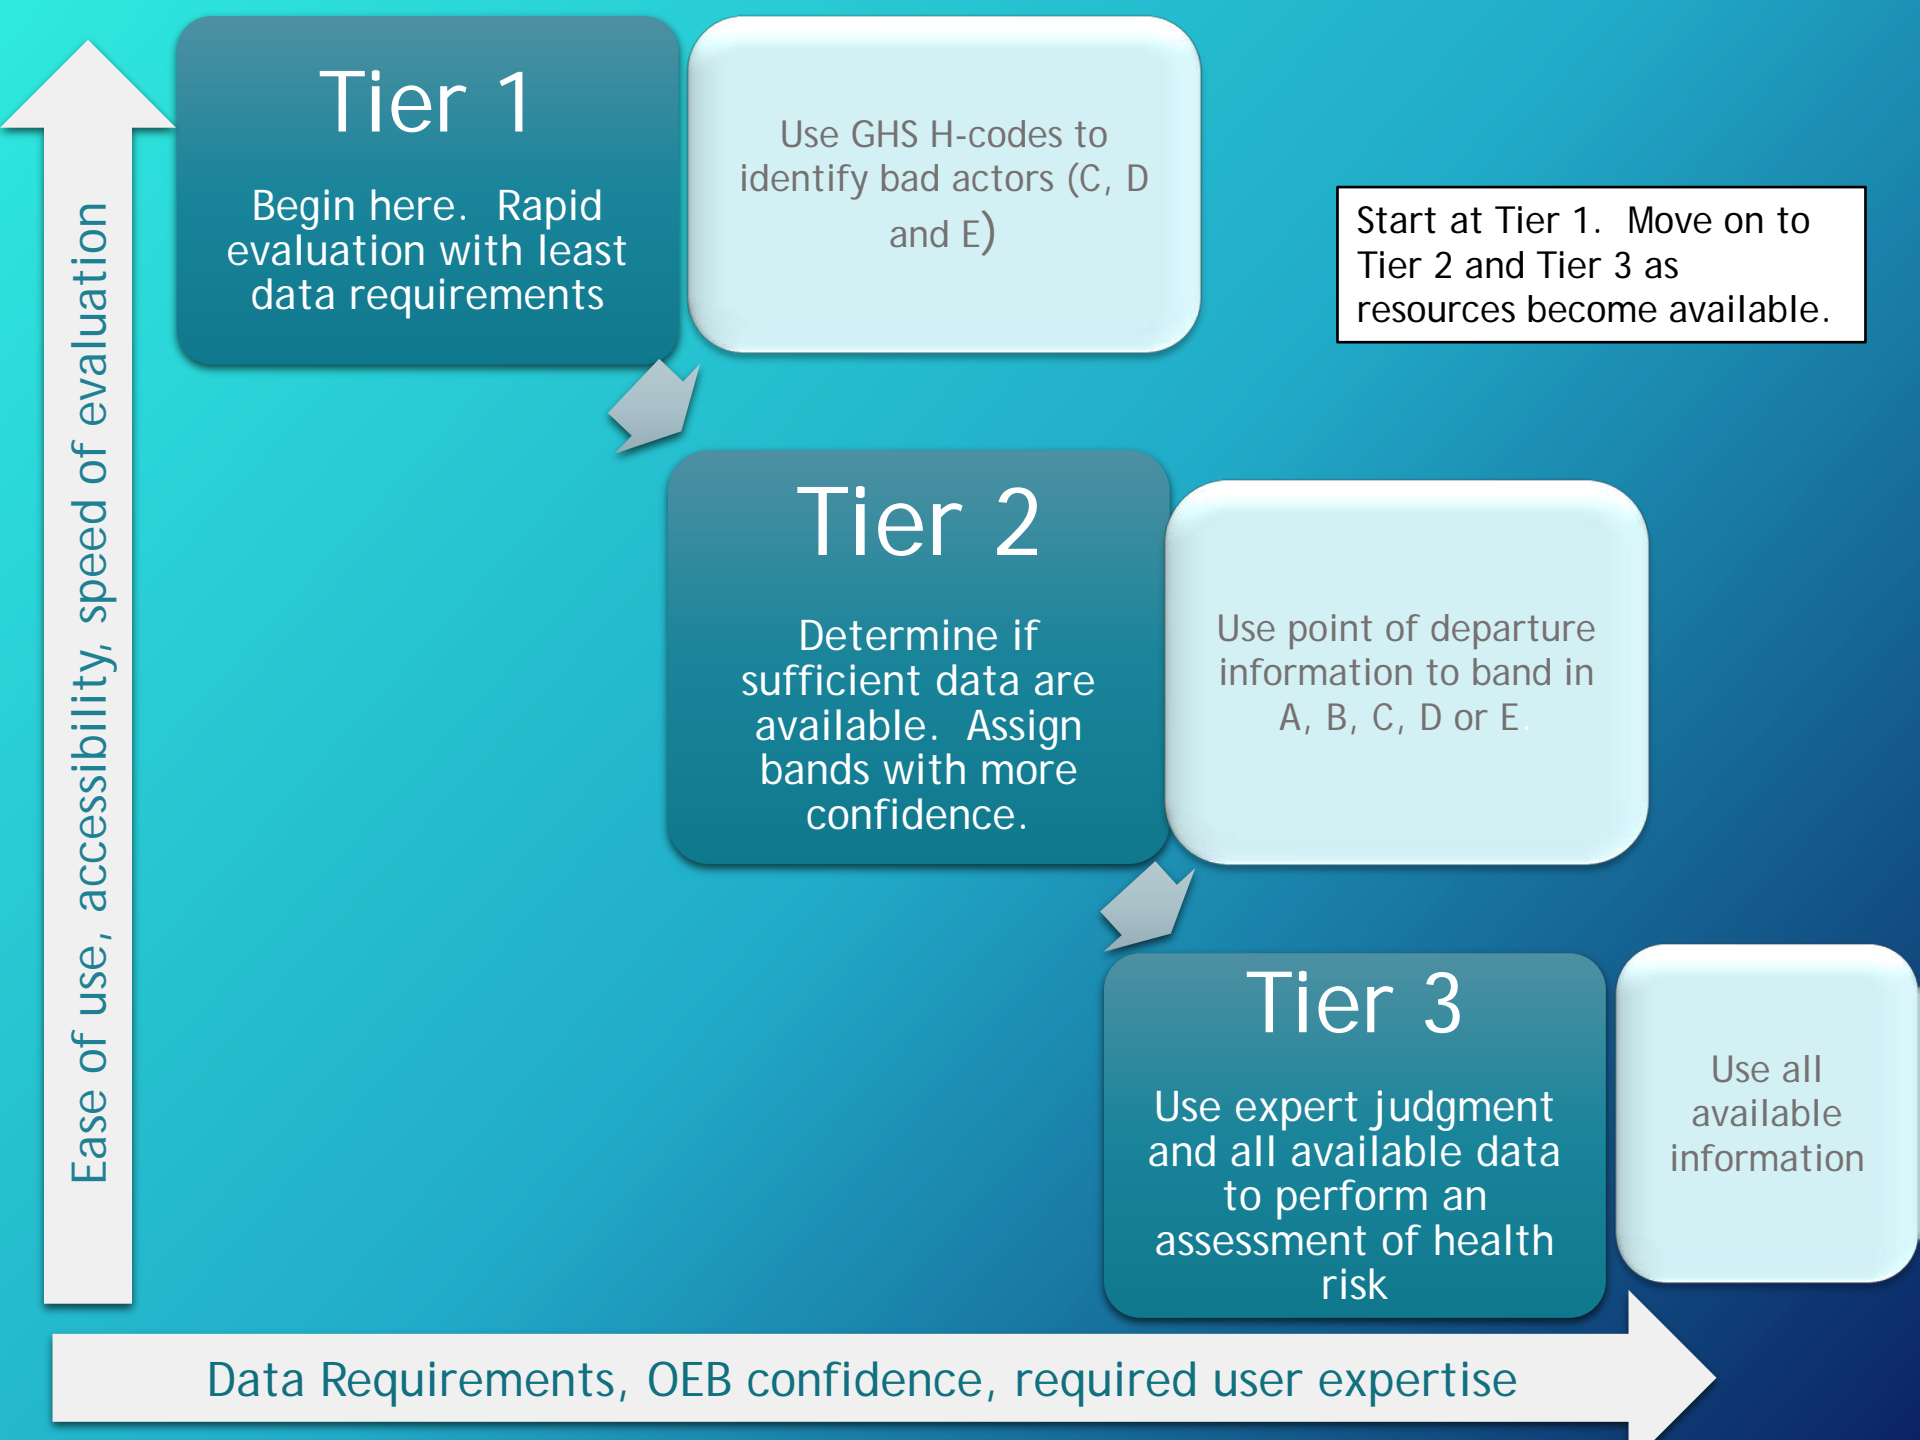 Tier 1
Begin here.  Rapid
evaluation with least
data requirements
Use GHS H-codes to
identify bad actors (C, D
and E)
Start at Tier 1.  Move on to
Tier 2 and Tier 3 as
resources become available.
Ease of use, accessibility, speed of evaluation
Tier 2
Determine if
sufficient data are
available.  Assign
bands with more
confidence.
Use point of departure
information to band in
A, B, C, D or E.
Tier 3
Use expert judgment
and all available data
to perform an
assessment of health
risk
Use all
available
information
Data Requirements, OEB confidence, required user expertise